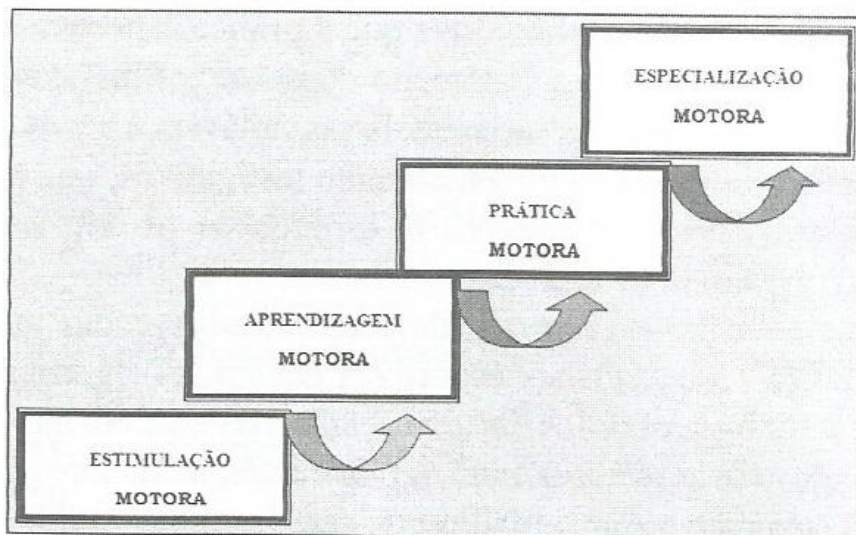 ESPECIALIZAÇÃO
MOTORA
PRÁTICA
MOTORA
APRENDIZAGEM
MOTORA
ESTIMULAÇÃO
MOTORA